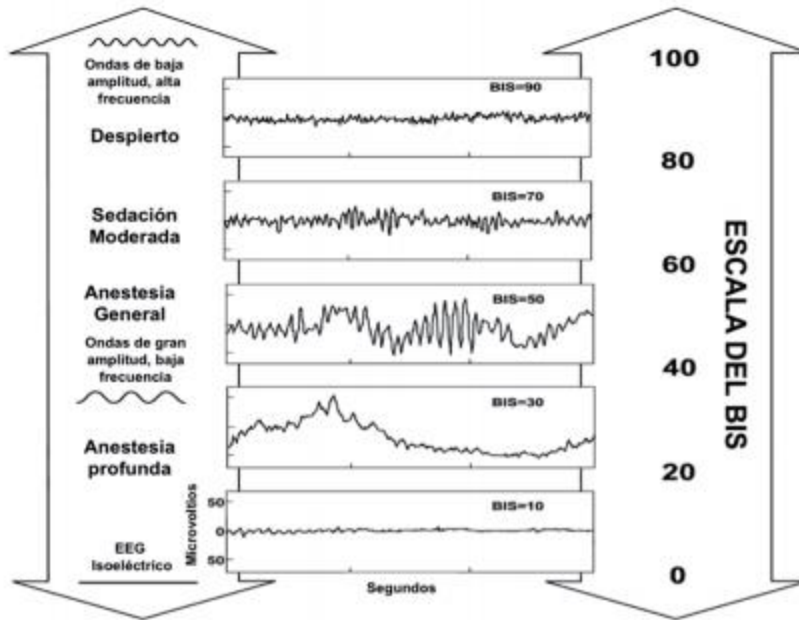 Ondas de baja
amplitud, alta
frecuencia
Despierto
Sedación
Moderada
Anestesia
General
Ondas de gran
amplitud, baja
frecuencia
Anestesia
profunda
EEG
Isoeléctrico
BIS=90
BIS=70
BIS=50
BIS=30
BIS=10
Microvoltios
50
0
50
Segundos
100
80
60
40
20
0
ESCALA DEL BIS